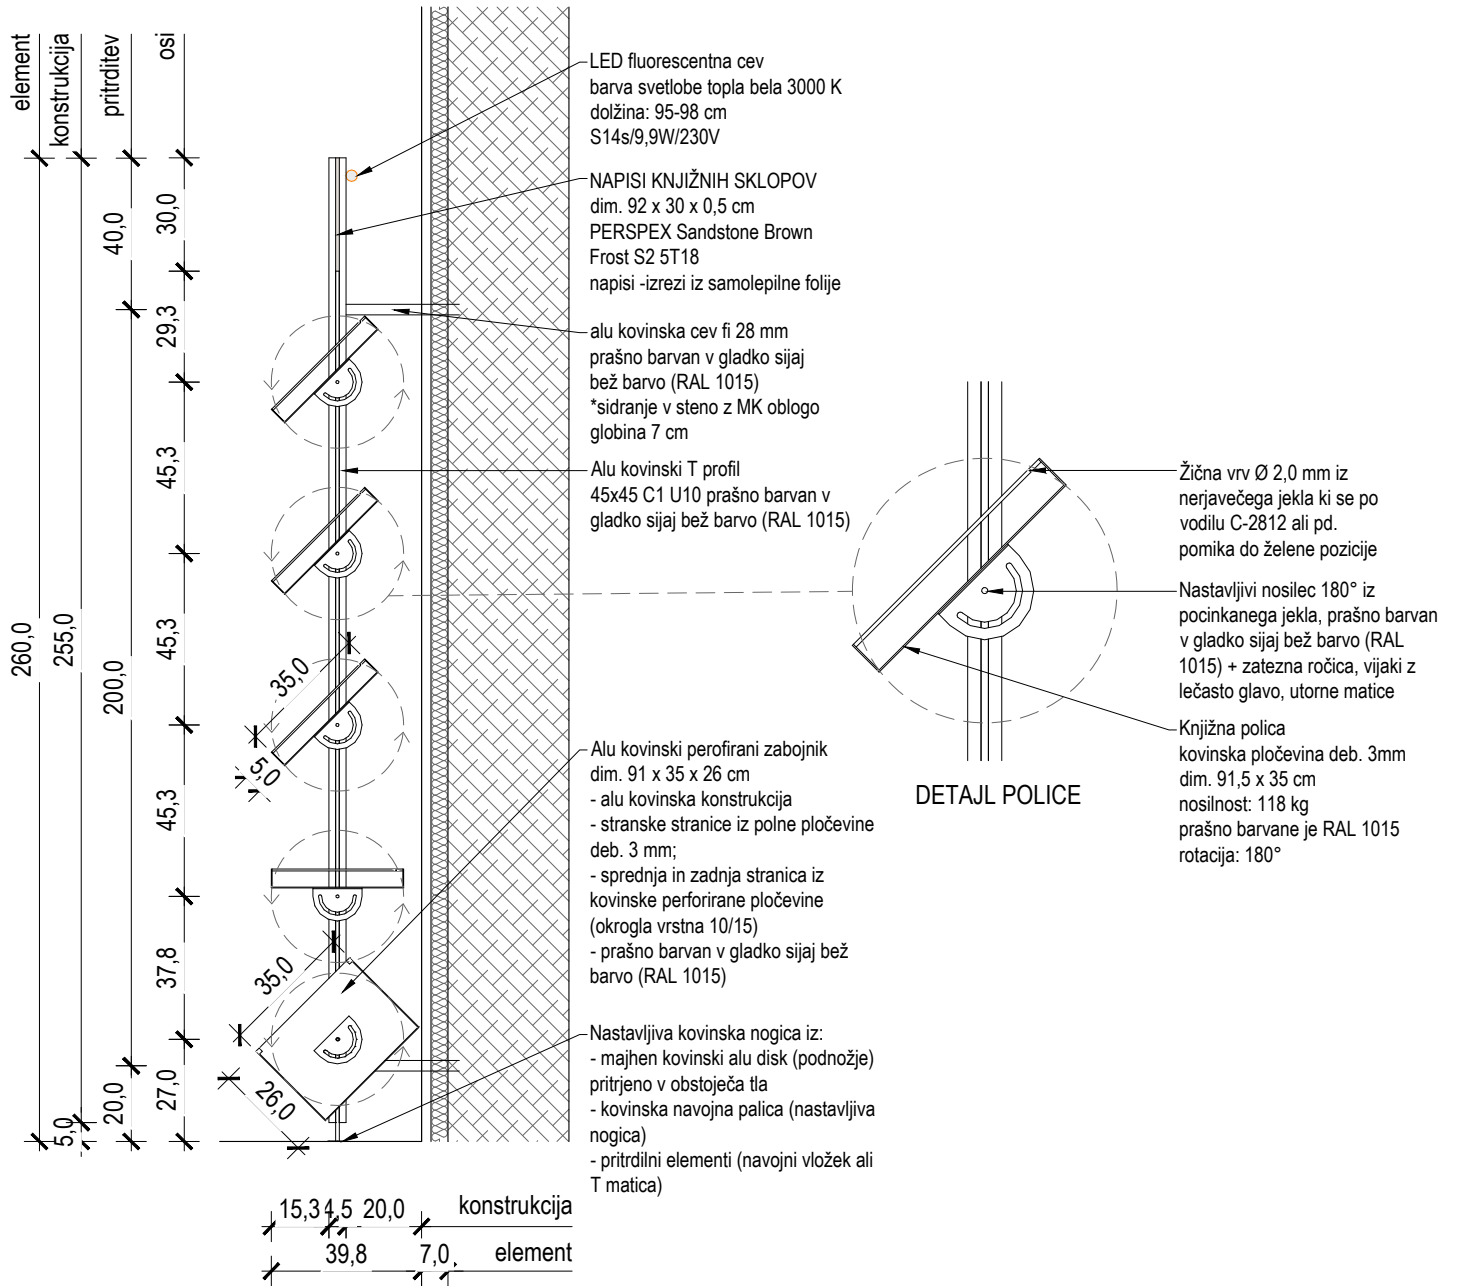 element
konstrukcija
pritrditev
osi
260,0
255,0
5,0
40,0
200,0
20,0
30,0
29,3
45,3
45,3
45,3
37,8
27,0
35,0
5,0
35,0
26,0
LED fluorescentna cev
barva svetlobe topla bela 3000 K
dolžina: 95-98 cm
S14s/9,9W/230V
NAPISI KNJIŽNIH SKLOPOV
dim. 92 x 30 x 0,5 cm
PERSPEX Sandstone Brown
Frost S2 5T18
napisi -izrezi iz samolepilne folije
alu kovinska cev fi 28 mm
prašno barvan v gladko sijaj
bež barvo (RAL 1015)
*sidranje v steno z MK oblogo
globina 7 cm
Alu kovinski T profil
45x45 C1 U10 prašno barvan v
gladko sijaj bež barvo (RAL 1015)
Alu kovinski perofirani zabojnik
dim. 91 x 35 x 26 cm
- alu kovinska konstrukcija
- stranske stranice iz polne pločevine
deb. 3 mm;
- sprednja in zadnja stranica iz
kovinske perforirane pločevine
(okrogla vrstna 10/15)
- prašno barvan v gladko sijaj bež
barvo (RAL 1015)
Nastavljiva kovinska nogica iz:
- majhen kovinski alu disk (podnožje)
pritrjeno v obstoječa tla
- kovinska navojna palica (nastavljiva
nogica)
- pritrdilni elementi (navojni vložek ali
T matica)
Žična vrv Ø 2,0 mm iz
nerjavečega jekla ki se po
vodilu C-2812 ali pd.
pomika do želene pozicije
Nastavljivi nosilec 180° iz
pocinkanega jekla, prašno barvan
v gladko sijaj bež barvo (RAL
1015) + zatezna ročica, vijaki z
lečasto glavo, utorne matice
Knjižna polica
kovinska pločevina deb. 3mm
dim. 91,5 x 35 cm
nosilnost: 118 kg
prašno barvane je RAL 1015
rotacija: 180°
DETAJL POLICE
15,3 4,5 20,0 konstrukcija
39,8 7,0 element